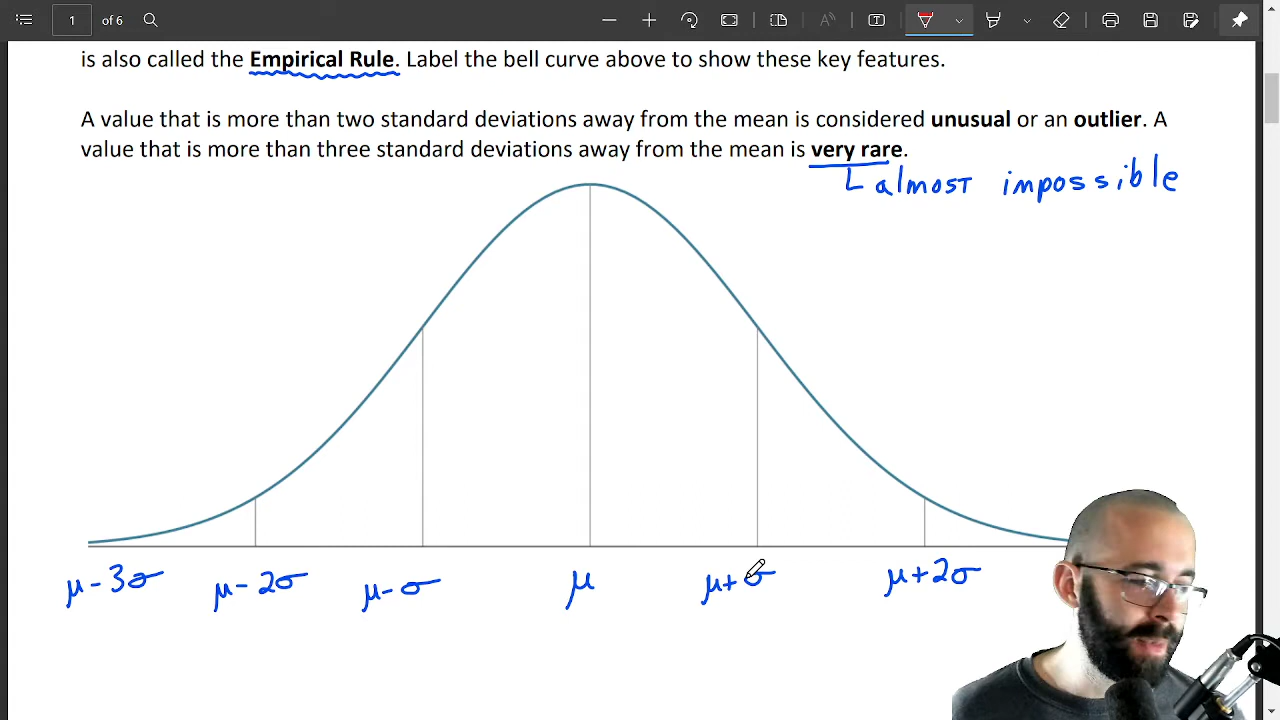 1 of 6
is also called the Empirical Rule. Label the bell curve above to show these key features.
A value that is more than two standard deviations away from the mean is considered unusual or an outlier. A
value that is more than three standard deviations away from the mean is very rare.
almost impossible
μ-3σ μ-2σ μ-σ μ μ+σ μ+2σ